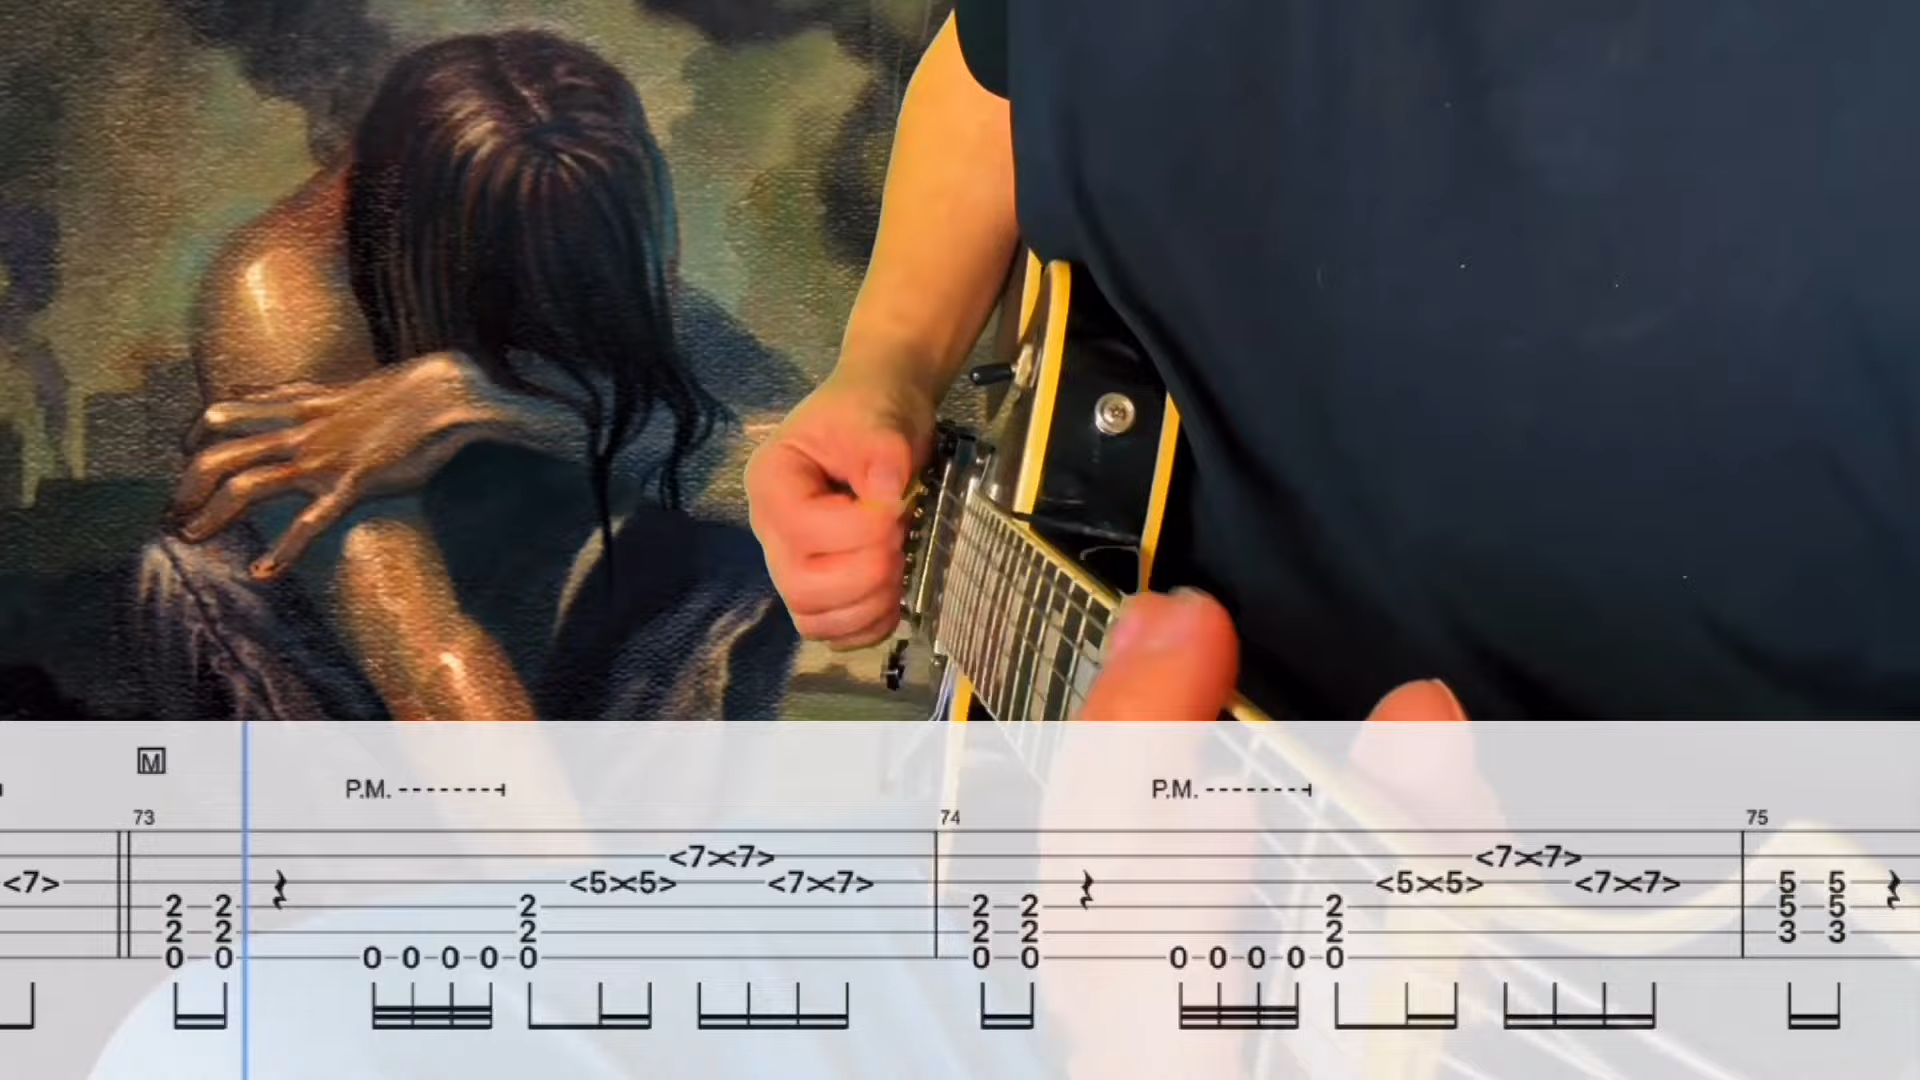 M
P.M. P.M.
73 74 75
<7×7> <7×7>
<7> <5×5> <7×7> <5×5> <7×7> 5 5
2 2 2 2 2 2 5 5
2 2 2 2 2 2 3 3
0 0 0 0 0 0 0 0 0 0 0 0 0 0